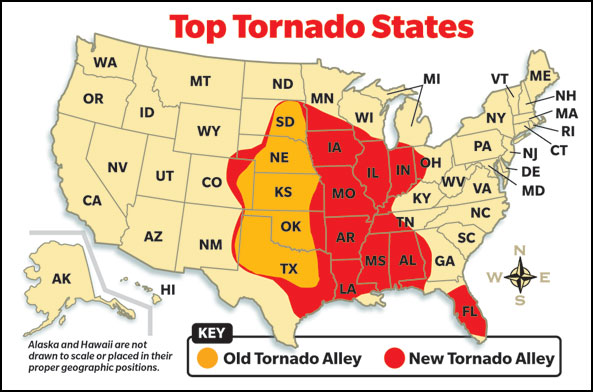 Top Tornado States
WA
MT
ND
MN
MI
VT
ME
OR
ID
SD
WI
NY
NH
MA
RI
CT
WY
IA
PA
NJ
DE
MD
NV
UT
CO
NE
IL
IN
OH
WV
VA
CA
KS
MO
KY
NC
AZ
NM
OK
AR
TN
SC
TX
LA
MS
AL
GA
FL
AK
HI
N
W
E
S
Alaska and Hawaii are not
drawn to scale or placed in their
proper geographic positions.
KEY
Old Tornado Alley
New Tornado Alley